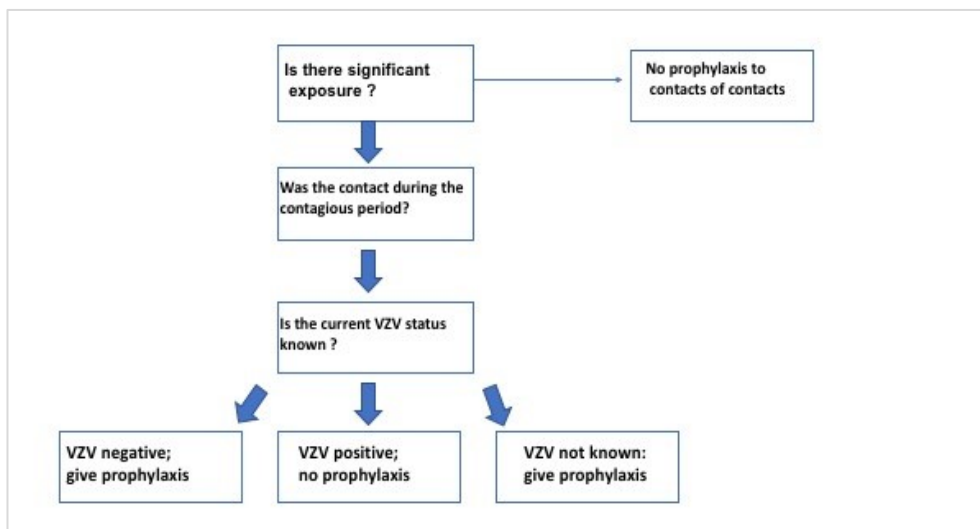 Is there significant
exposure ?
No prophylaxis to
contacts of contacts
Was the contact during the
contagious period?
Is the current VZV status
known ?
VZV negative;
give prophylaxis
VZV positive;
no prophylaxis
VZV not known:
give prophylaxis